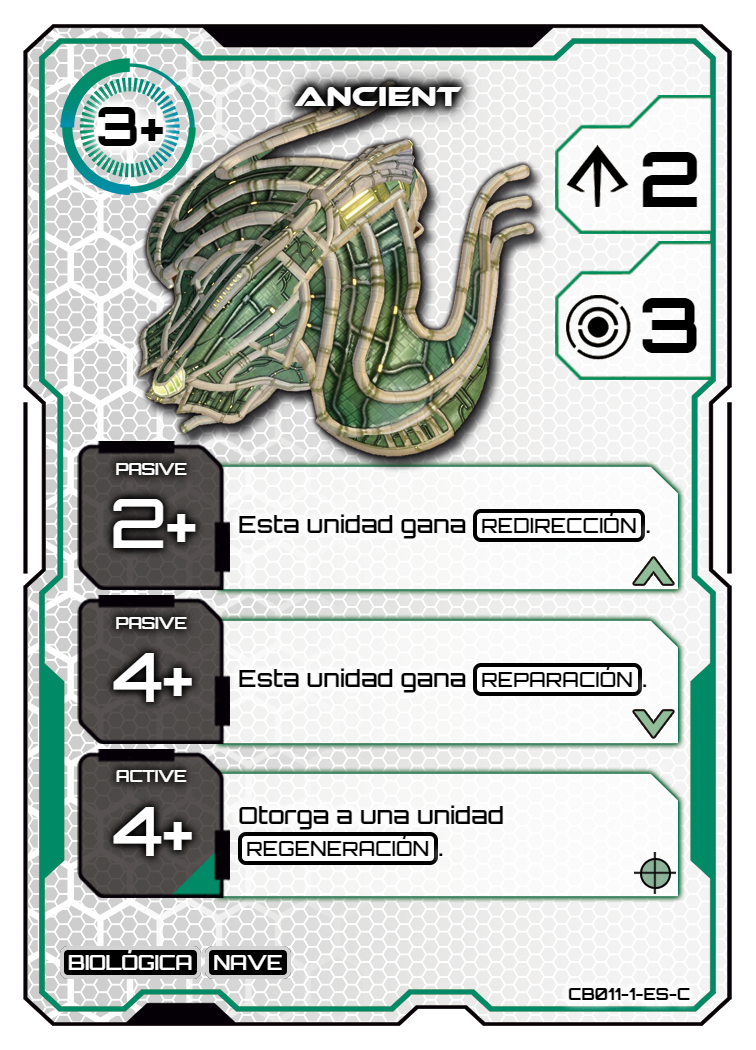 ANCIENT
3+
2
3
PASIVE
2+
Esta unidad gana REDIRECCIÓN.
PASIVE
4+
Esta unidad gana REPARACIÓN.
ACTIVE
4+
Otorga a una unidad
REGENERACIÓN.
BIOLÓGICA NAVE
CB011-1-ES-C